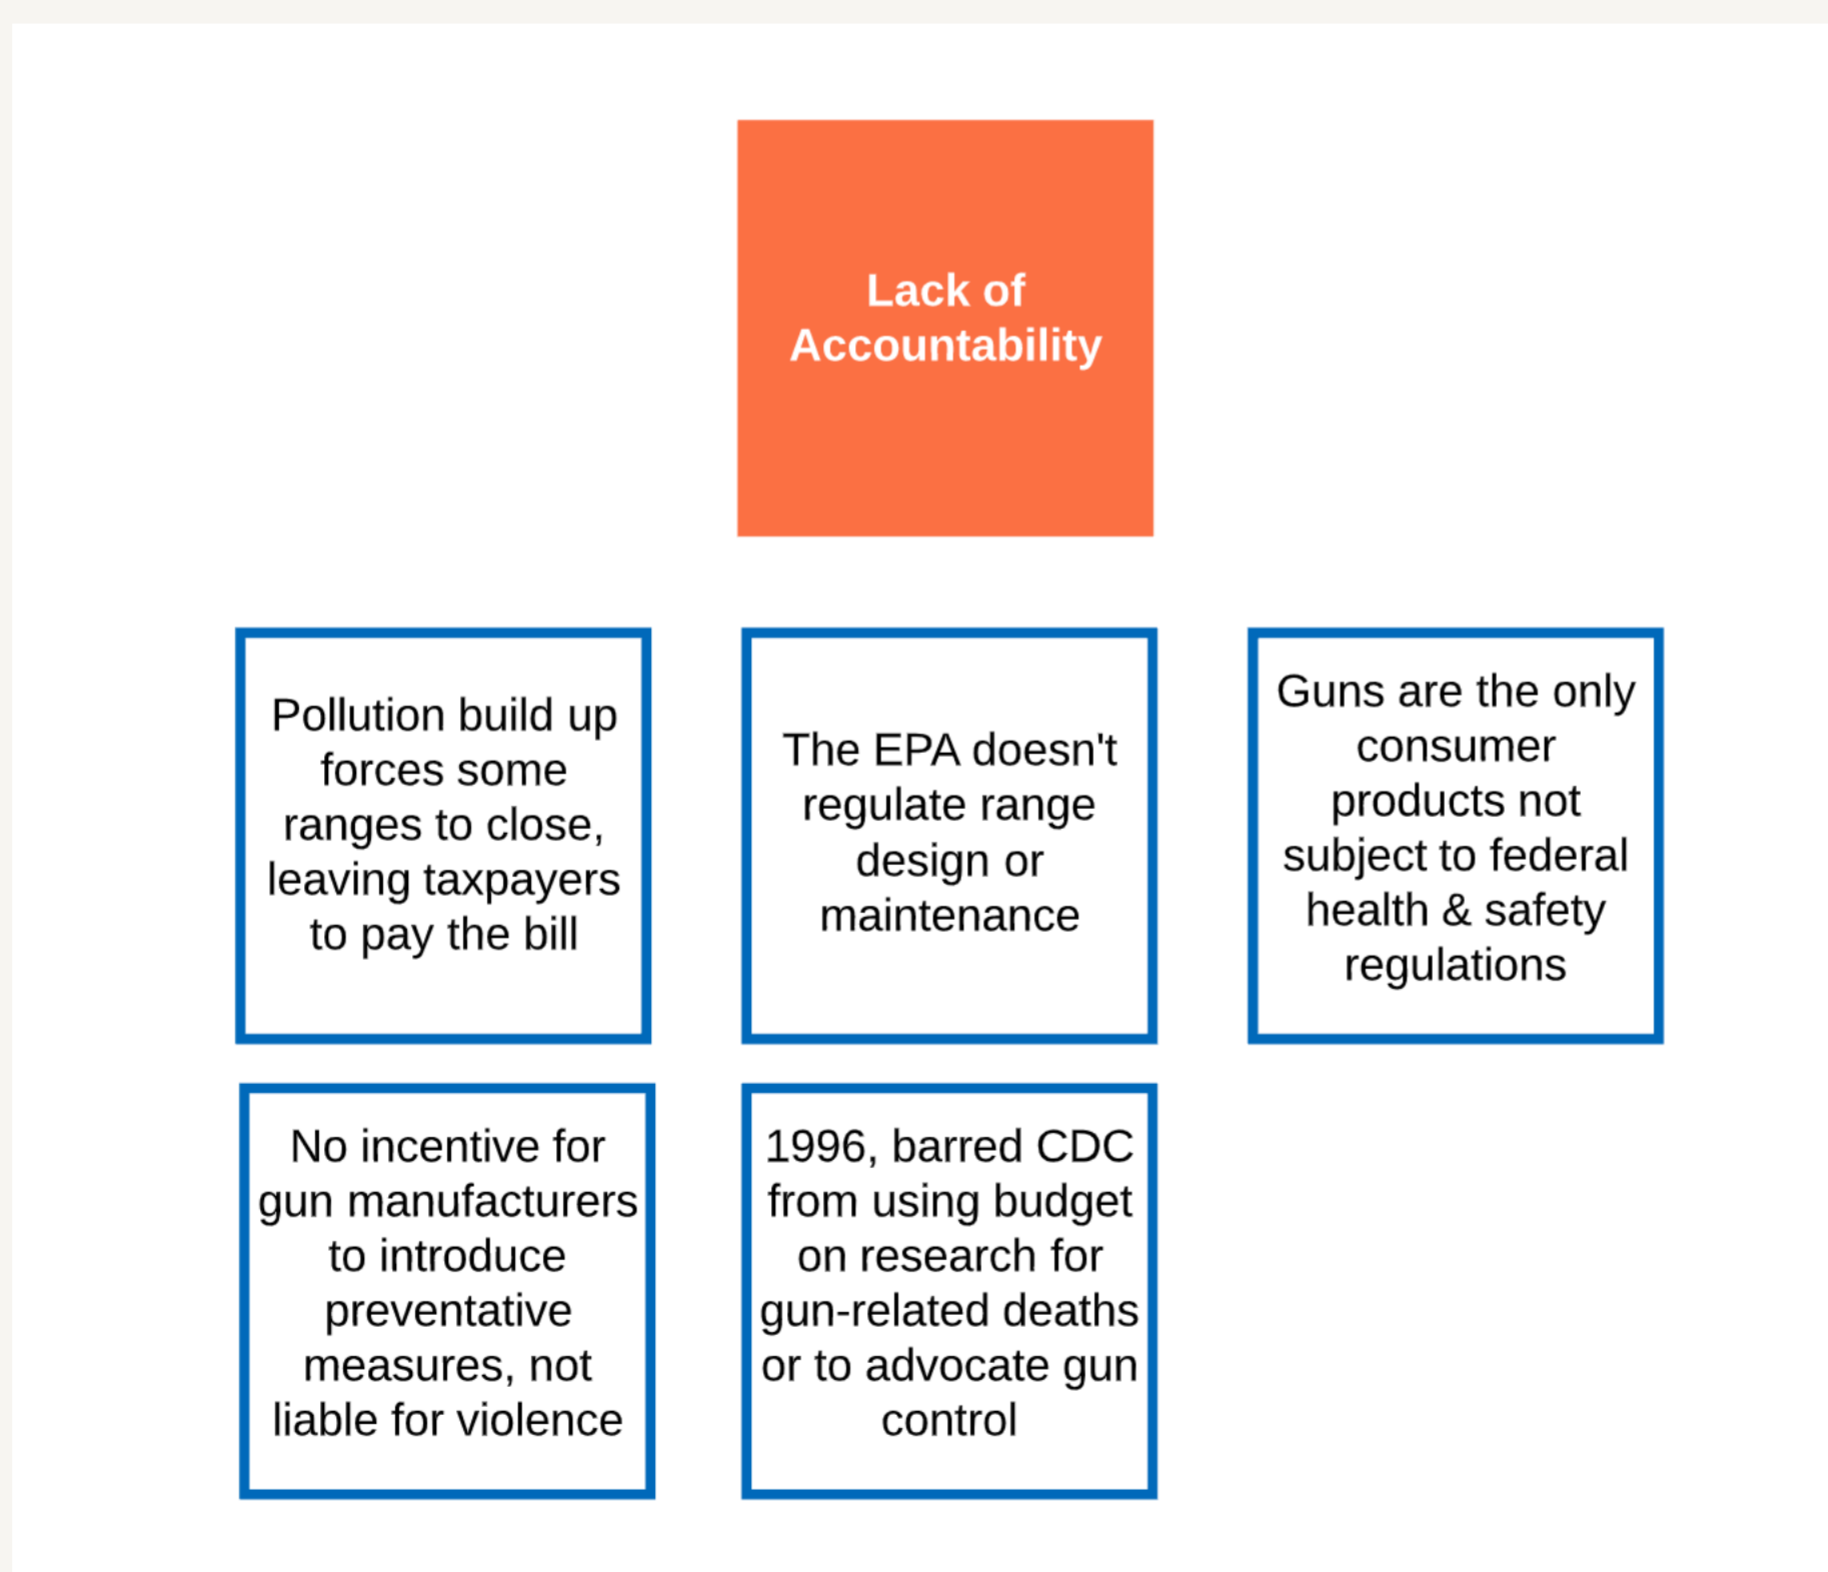 Lack of
Accountability
Pollution build up
forces some
ranges to close,
leaving taxpayers
to pay the bill
The EPA doesn't
regulate range
design or
maintenance
Guns are the only
consumer
products not
subject to federal
health & safety
regulations
No incentive for
gun manufacturers
to introduce
preventative
measures, not
liable for violence
1996, barred CDC
from using budget
on research for
gun-related deaths
or to advocate gun
control